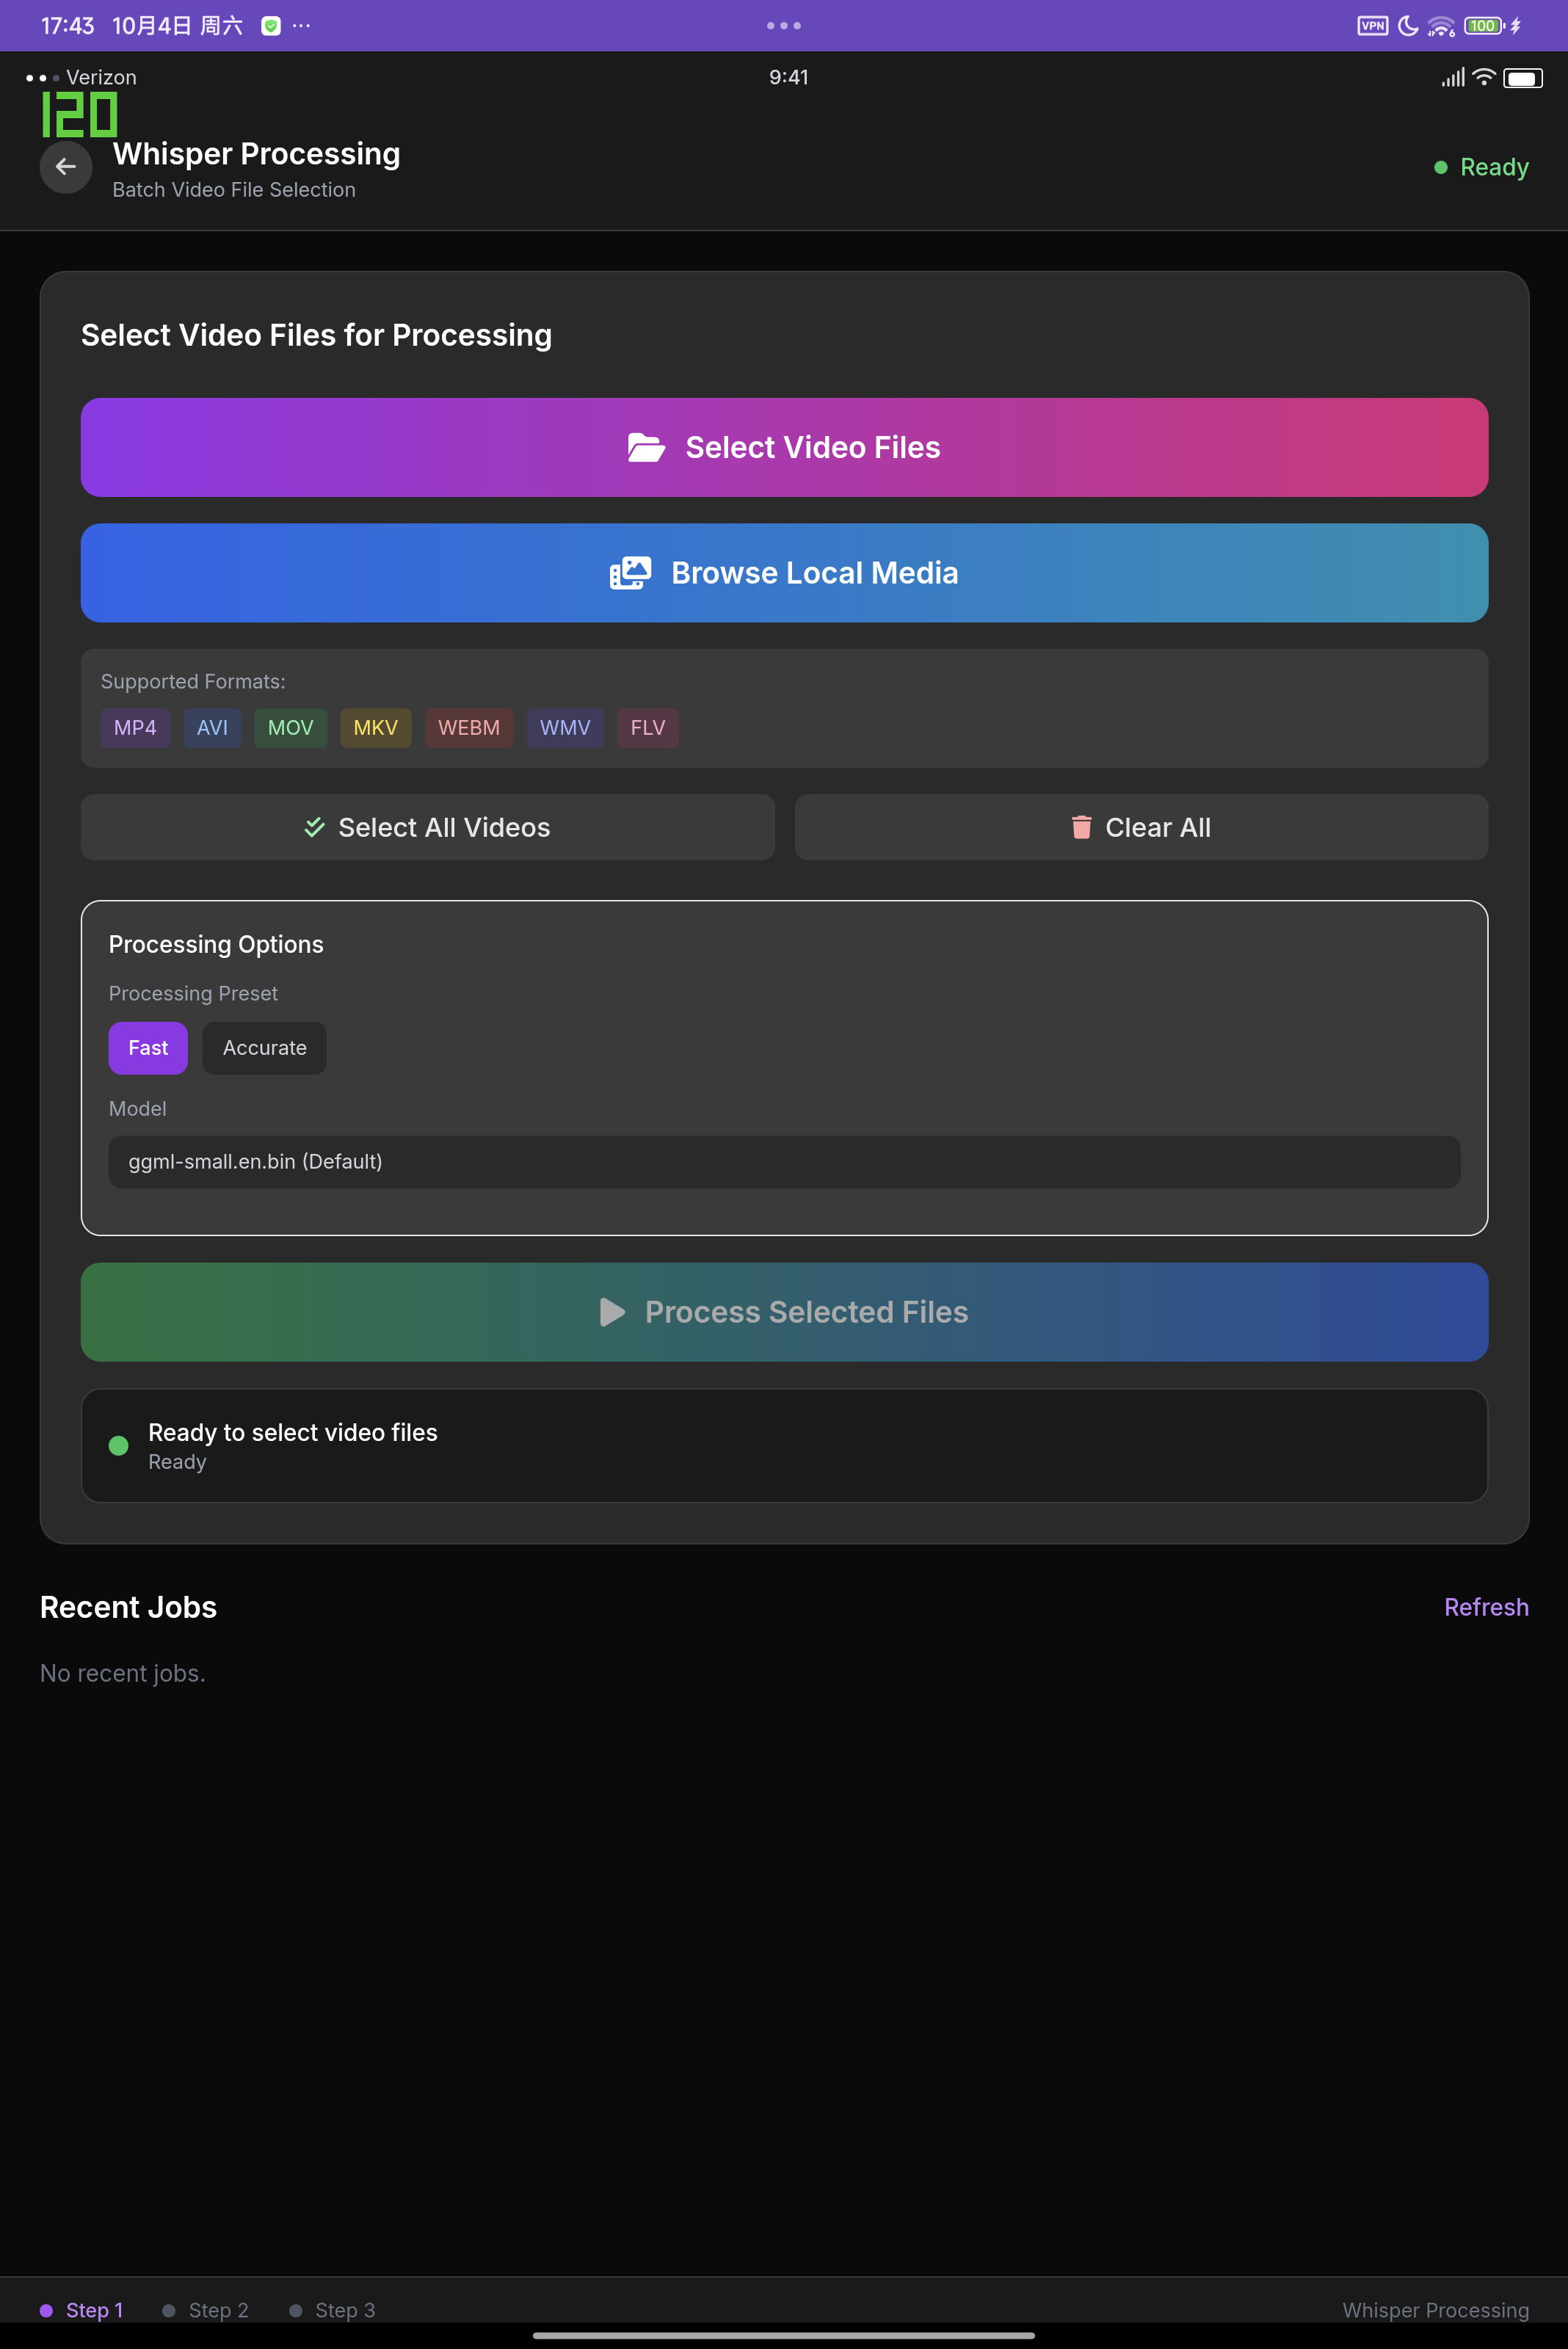 17:43 10月4日 周六 ···
VPN 6 100
Verizon 9:41
120
Whisper Processing
Batch Video File Selection
Ready
Select Video Files for Processing
Select Video Files
Browse Local Media
Supported Formats:
MP4 AVI MOV MKV WEBM WMV FLV
Select All Videos Clear All
Processing Options
Processing Preset
Fast Accurate
Model
ggml-small.en.bin (Default)
Process Selected Files
Ready to select video files
Ready
Recent Jobs Refresh
No recent jobs.
Step 1 Step 2 Step 3 Whisper Processing